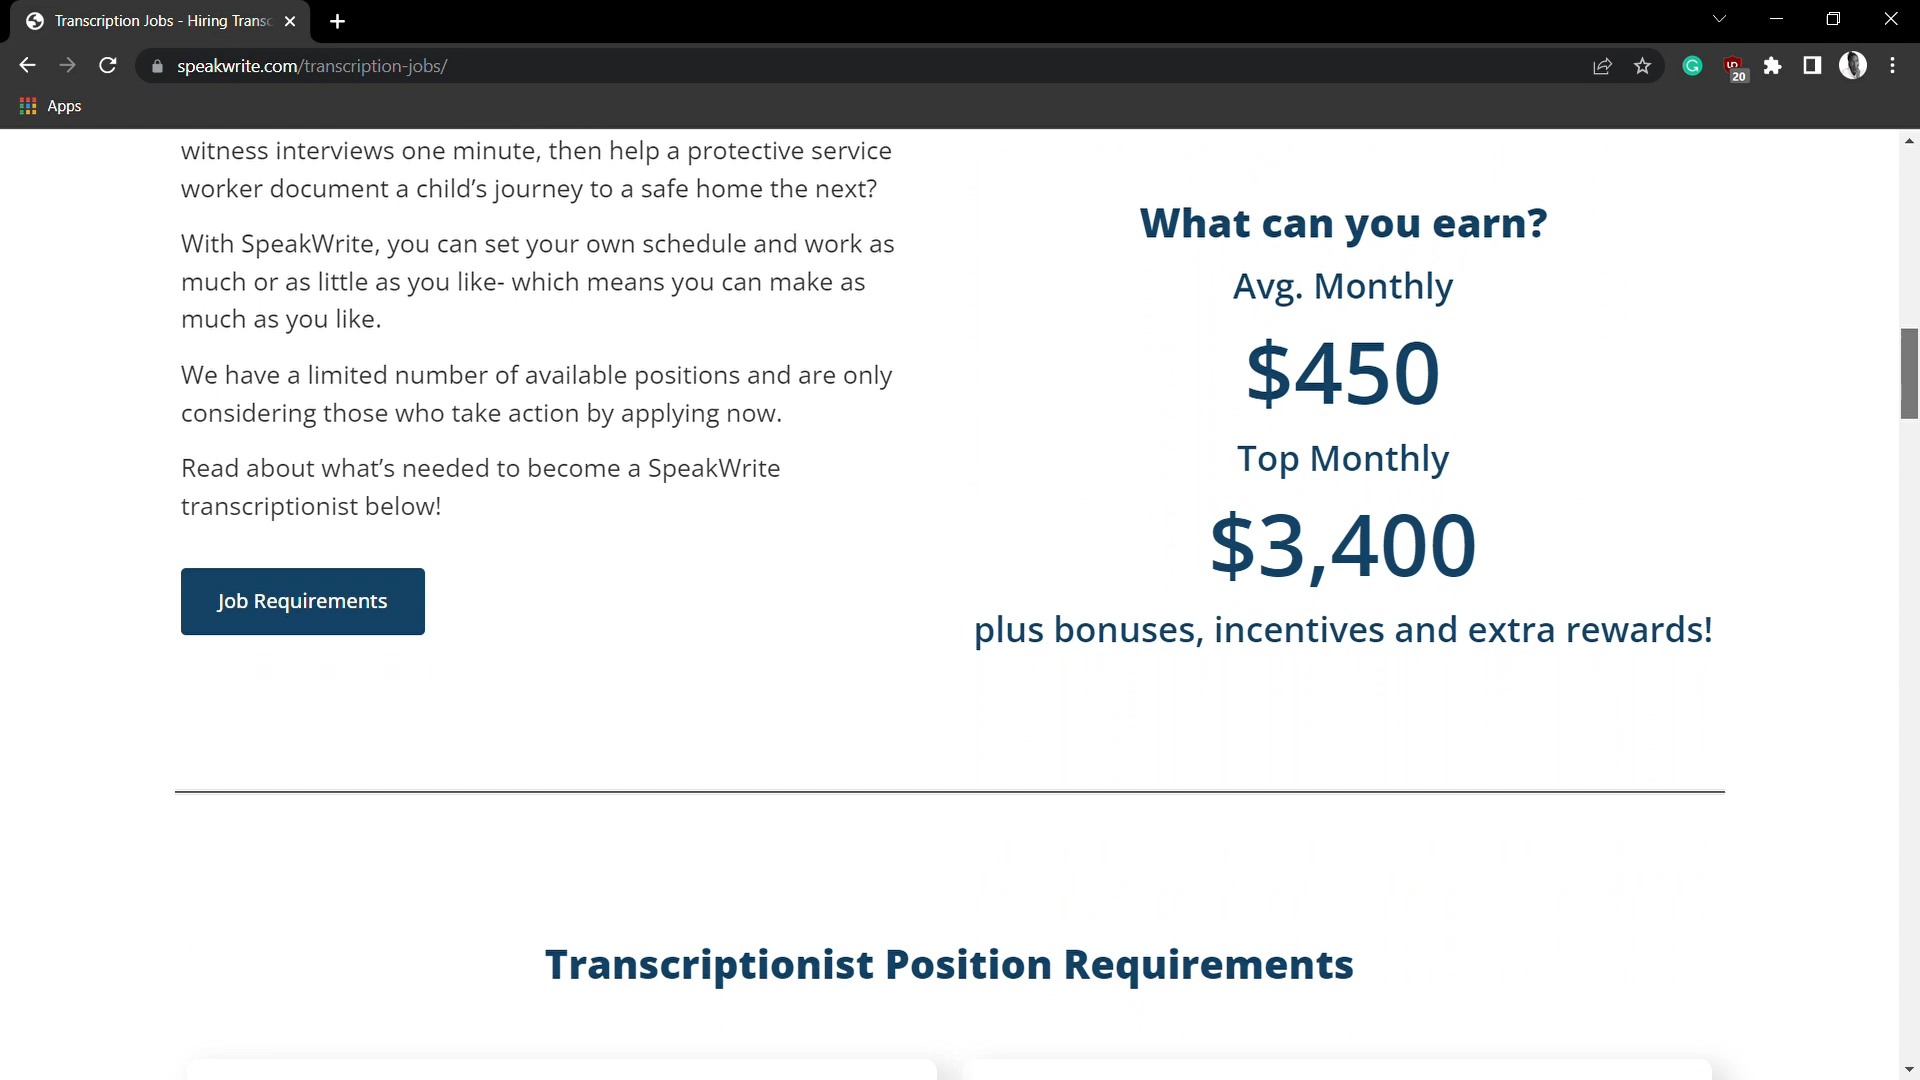 Transcription Jobs - Hiring Transc
speakwrite.com/transcription-jobs/
20
Apps
witness interviews one minute, then help a protective service
worker document a child’s journey to a safe home the next?
With SpeakWrite, you can set your own schedule and work as
much or as little as you like- which means you can make as
much as you like.
We have a limited number of available positions and are only
considering those who take action by applying now.
Read about what’s needed to become a SpeakWrite
transcriptionist below!
Job Requirements
What can you earn?
Avg. Monthly
$450
Top Monthly
$3,400
plus bonuses, incentives and extra rewards!
Transcriptionist Position Requirements